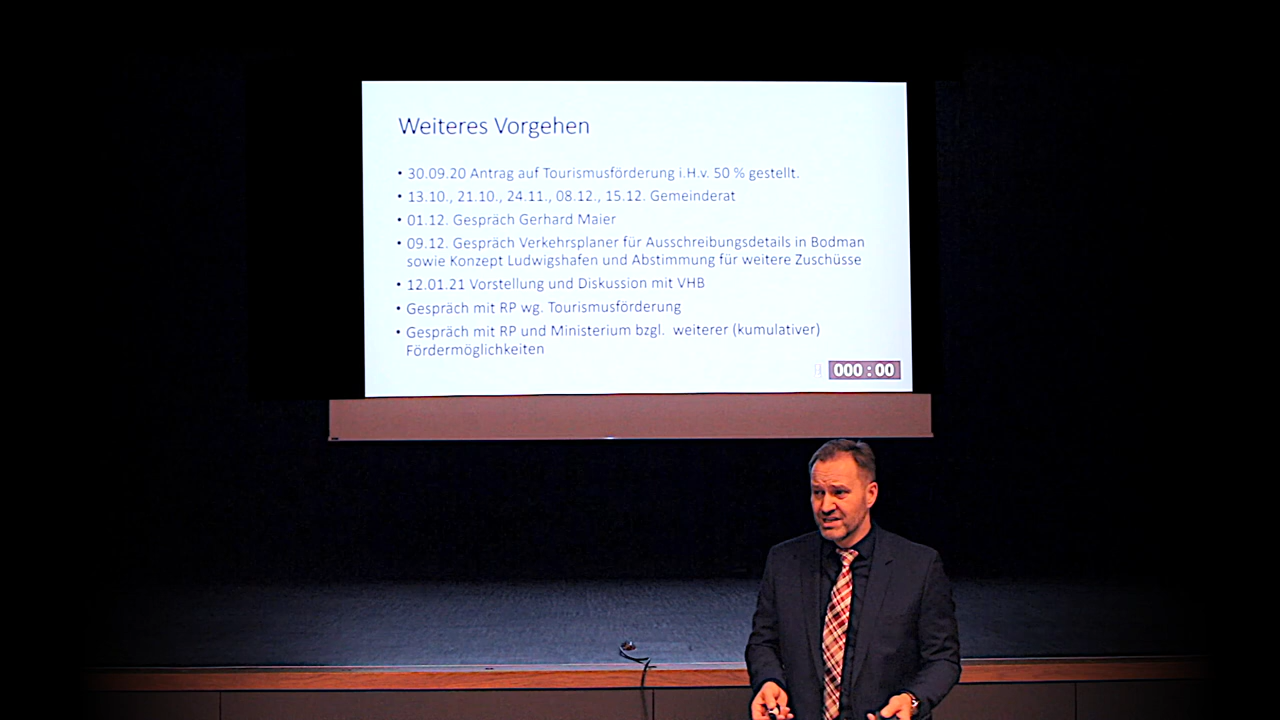 Weiteres Vorgehen
• 30.09.20 Antrag auf Tourismusförderung i.H.v. 50 % gestellt.
• 13.10., 21.10., 24.11., 08.12., 15.12. Gemeinderat
• 01.12. Gespräch Gerhard Maier
• 09.12. Gespräch Verkehrsplaner für Ausschreibungsdetails in Bodman
sowie Konzept Ludwigshafen und Abstimmung für weitere Zuschüsse
• 12.01.21 Vorstellung und Diskussion mit VHB
• Gespräch mit RP wg. Tourismusförderung
• Gespräch mit RP und Ministerium bzgl. weiterer (kumulativer)
Fördermöglichkeiten
000 : 00